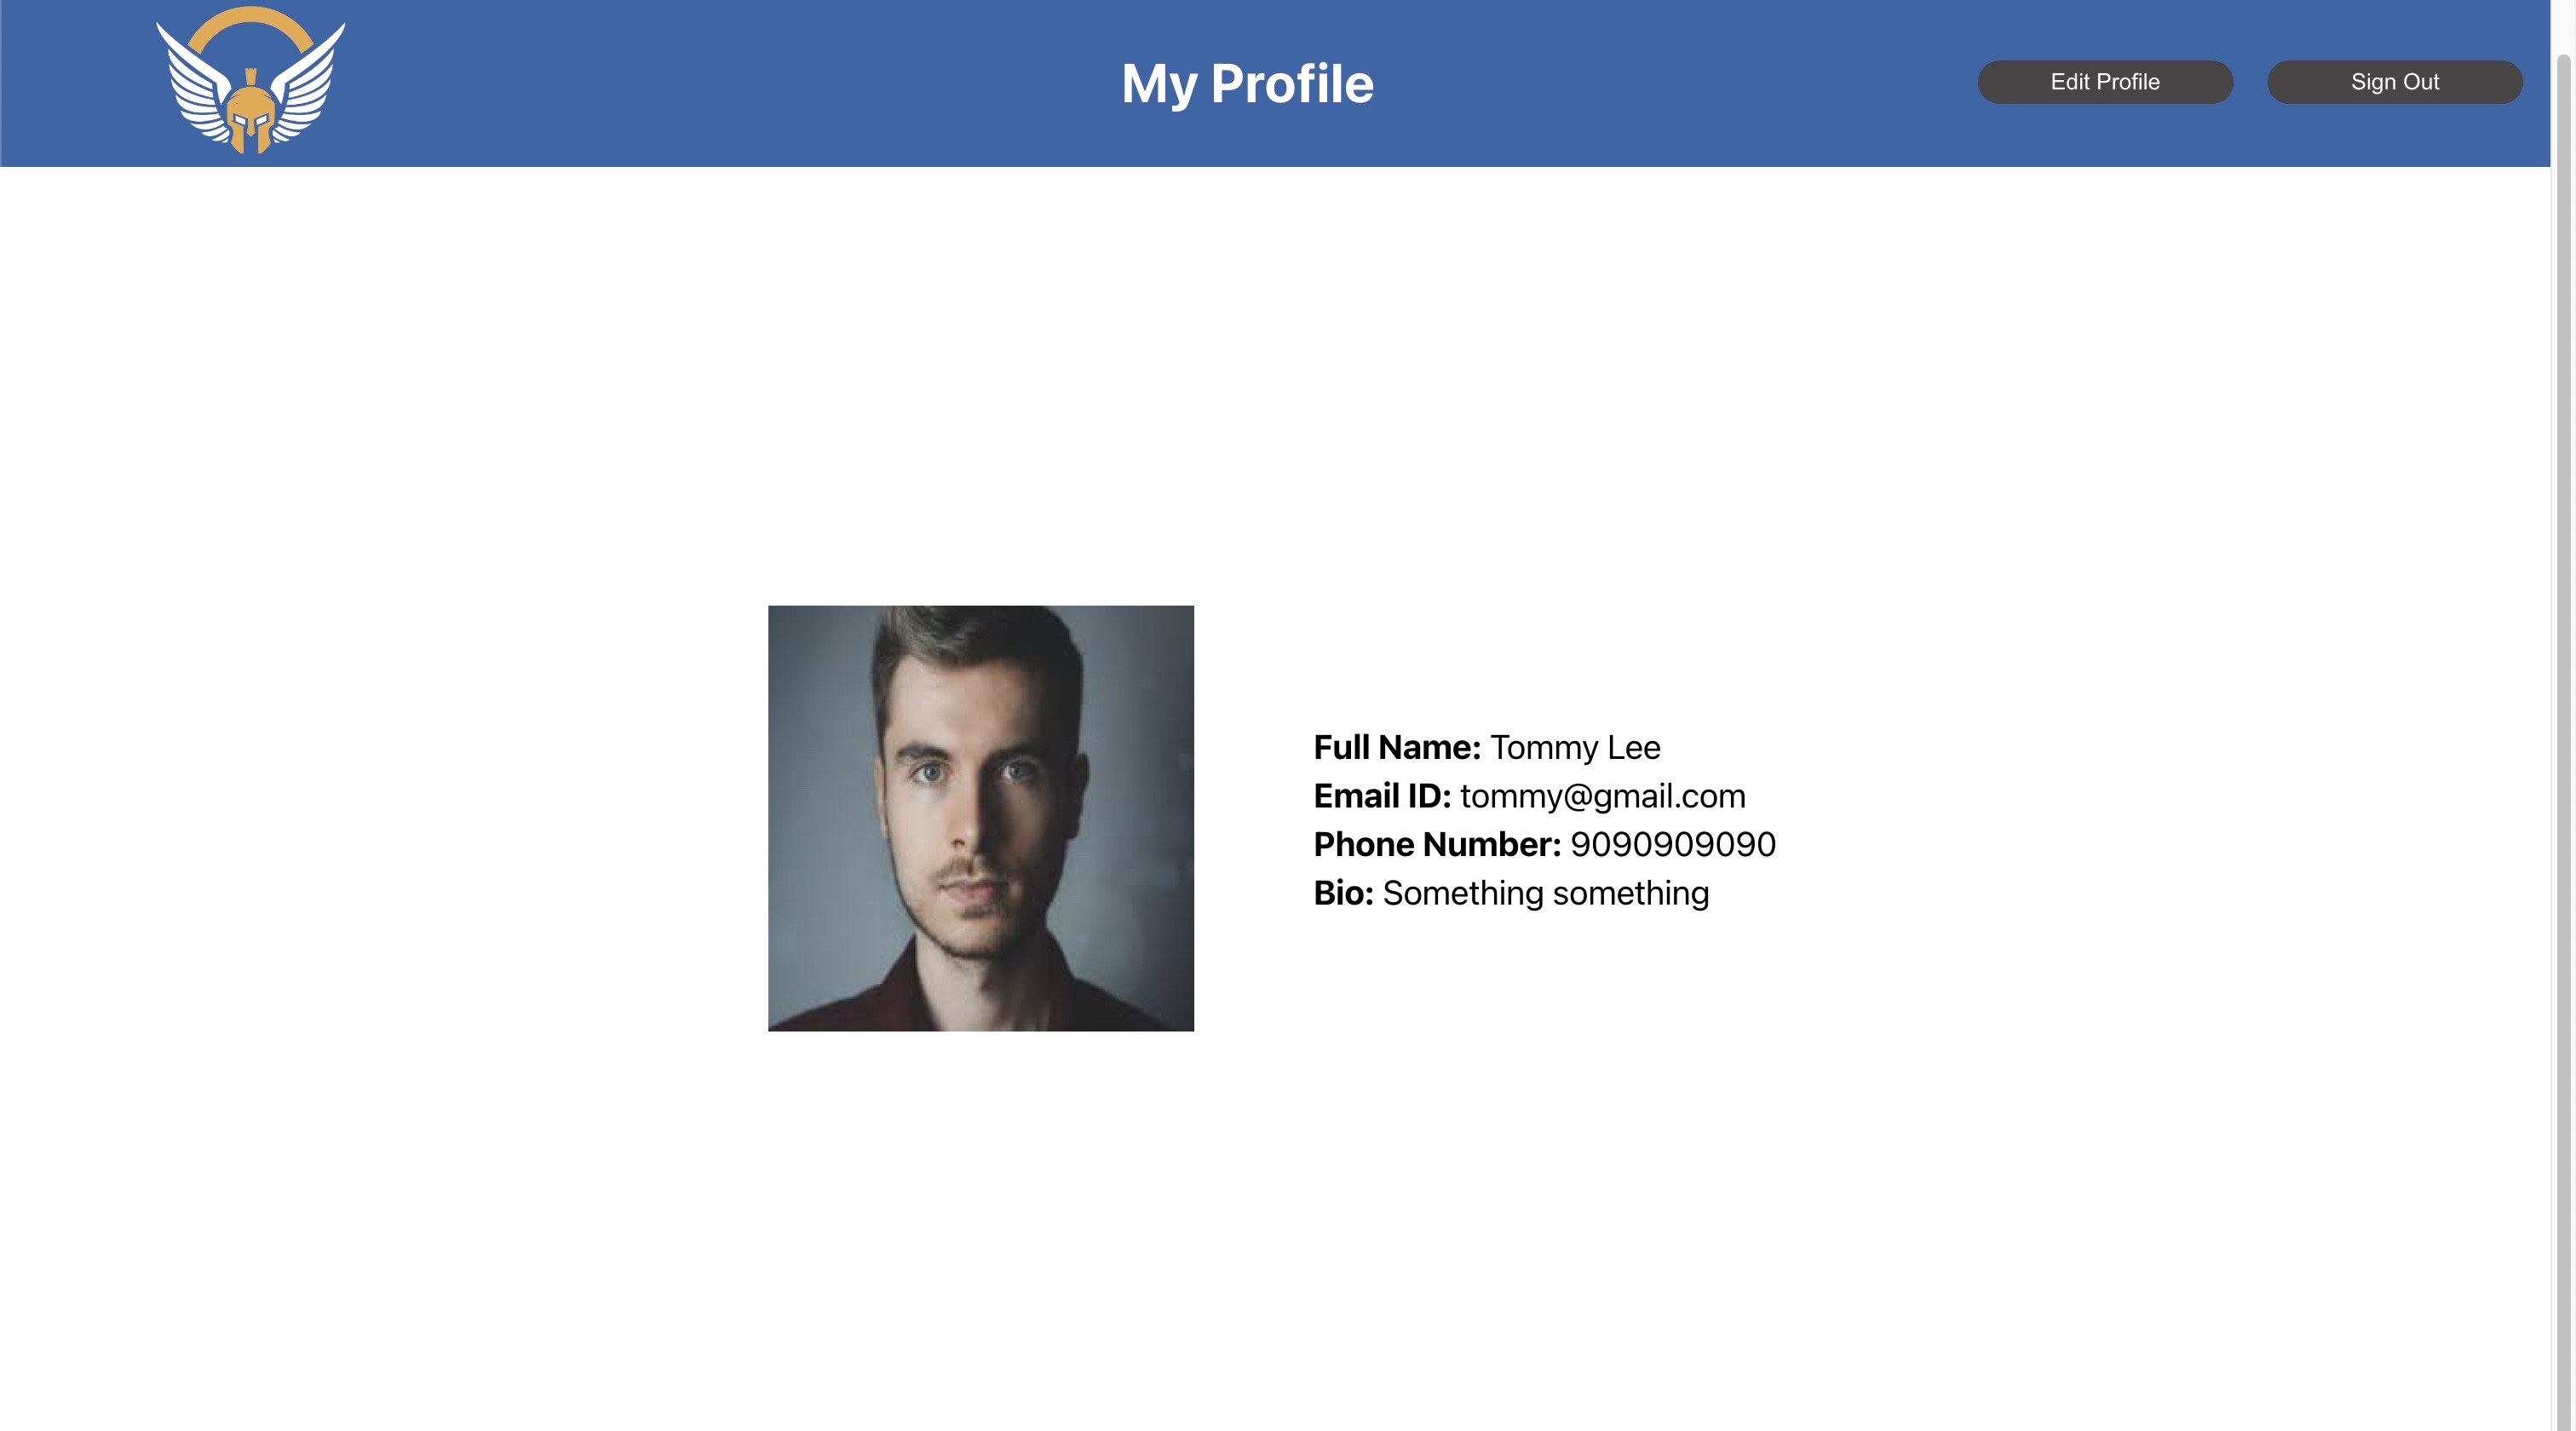 My Profile
Edit Profile
Sign Out
Full Name: Tommy Lee
Email ID: tommy@gmail.com
Phone Number: 9090909090
Bio: Something something